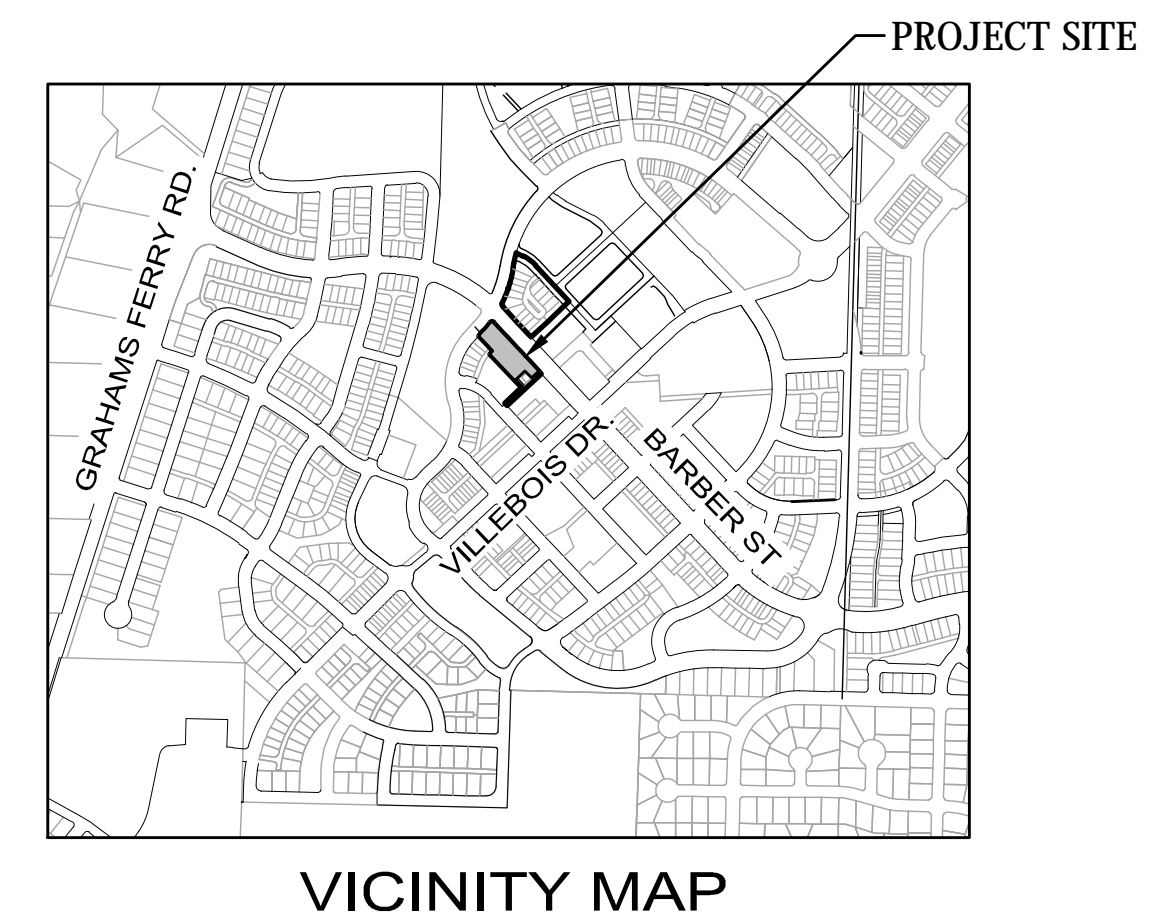 PROJECT SITE
GRAHAMS FERRY RD.
VILLEBOIS DR.
BARBER ST
VICINITY MAP